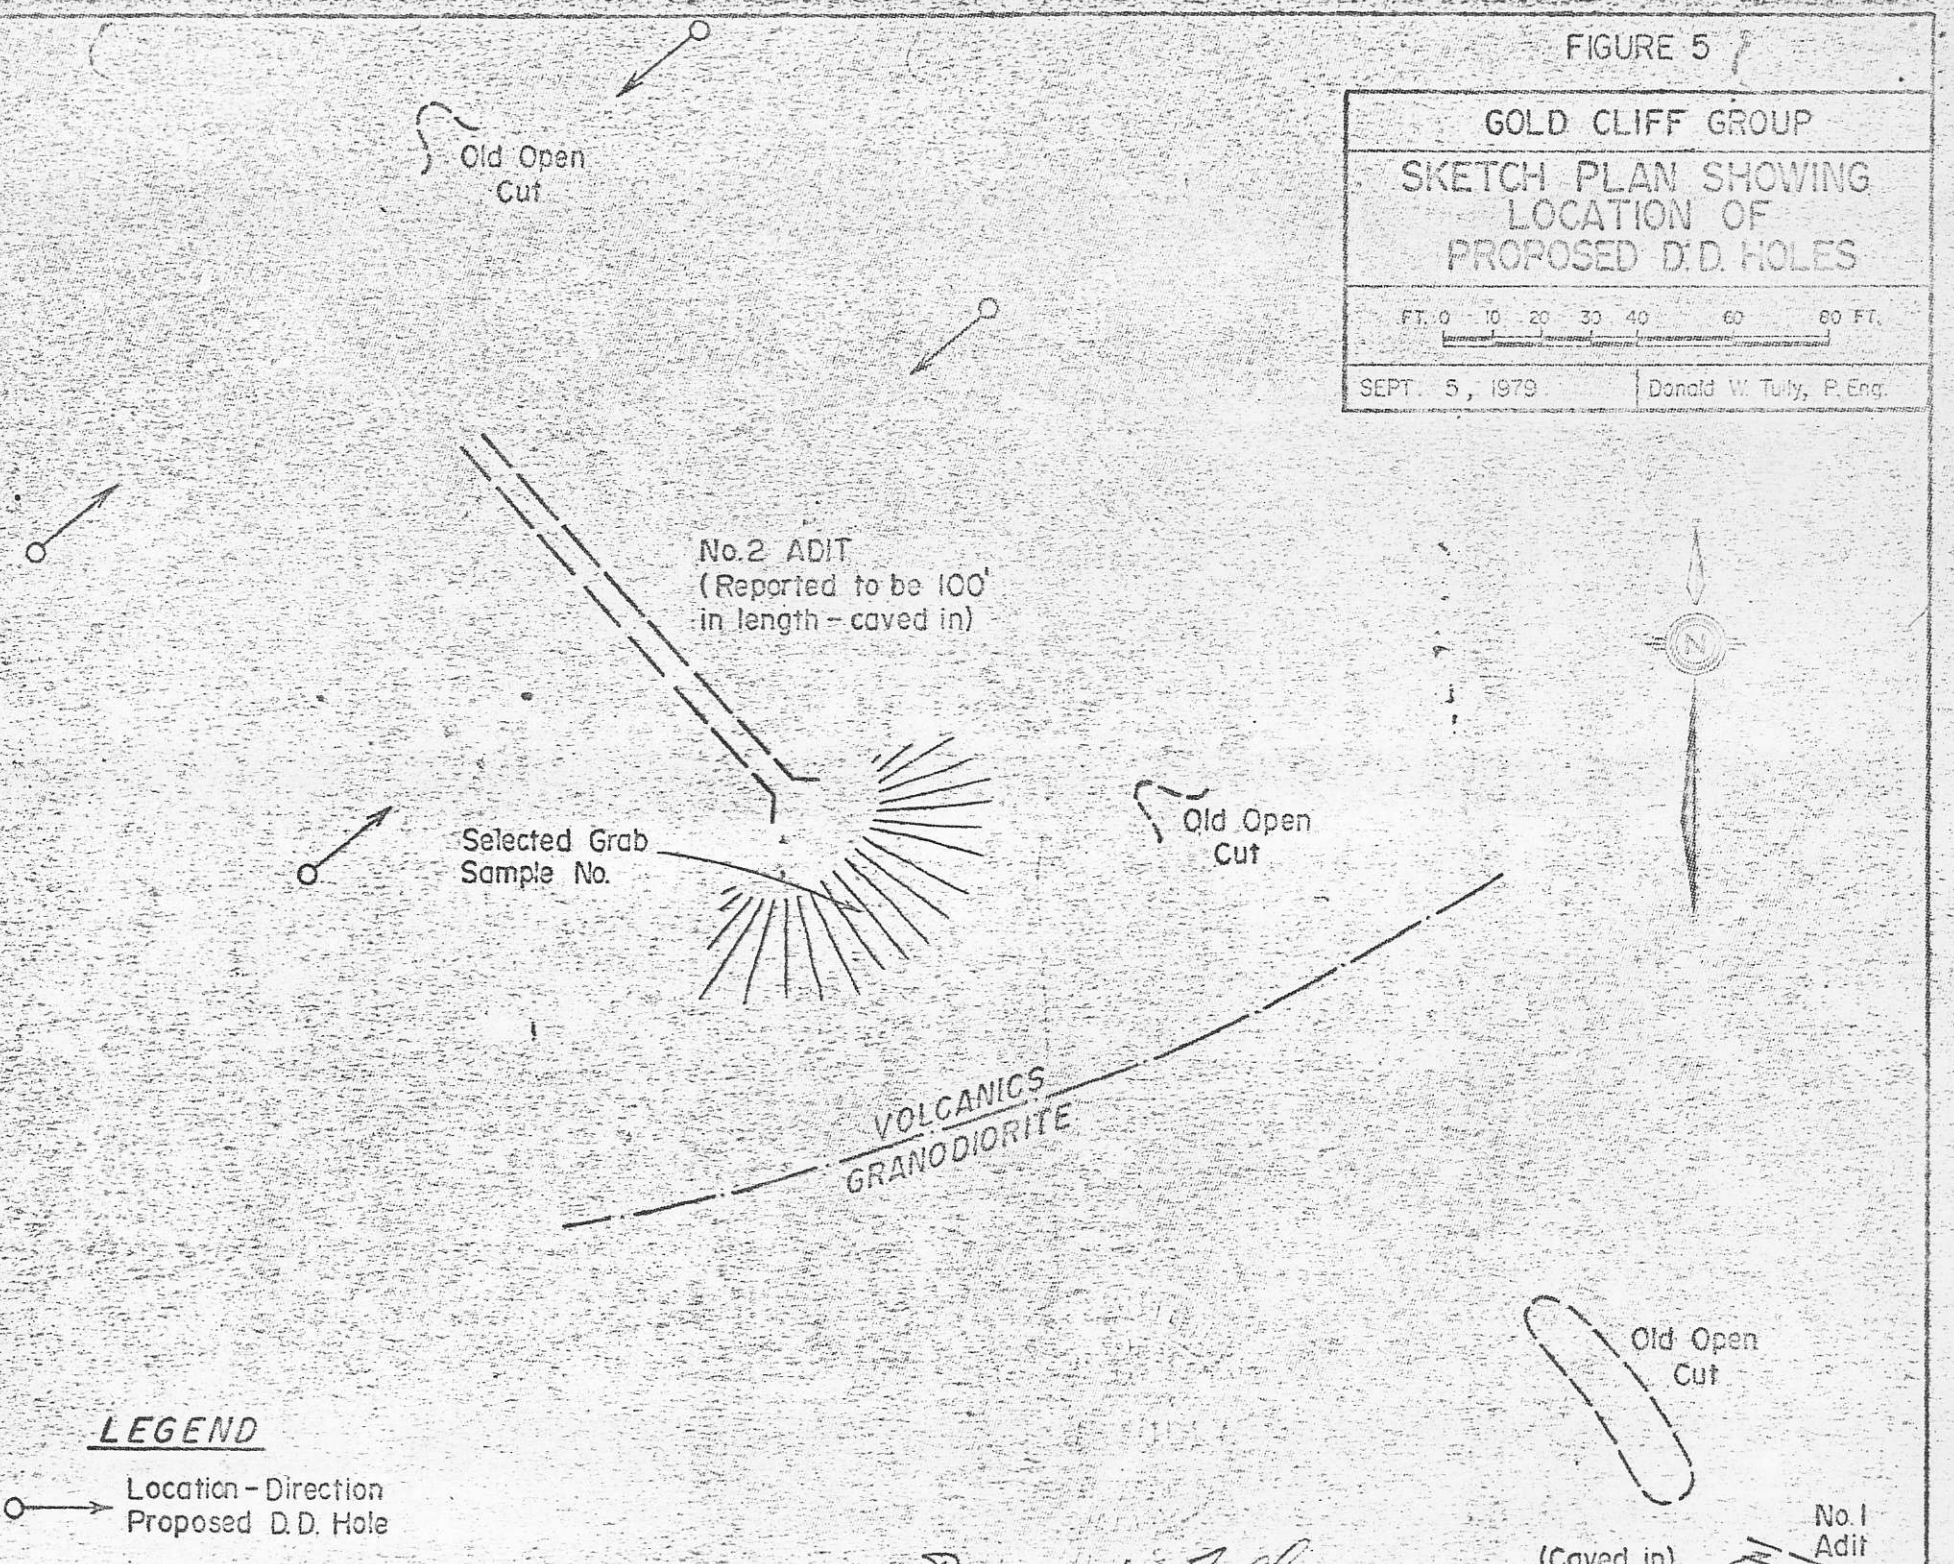 FIGURE 5
GOLD CLIFF GROUP
SKETCH PLAN SHOWING
LOCATION OF
PROPOSED D.D. HOLES
FT. 0 10 20 30 40 60 80 FT.
SEPT. 5, 1979
Donald W. Tully, P. Eng.
Old Open
Cut
No.2 ADIT
(Reported to be 100'
in length - caved in)
N
Selected Grab
Sample No.
Old Open
Cut
VOLCANICS
GRANODIORITE
Old Open
Cut
LEGEND
Location - Direction
Proposed D.D. Hole
No.1
Adit
(Caved in)